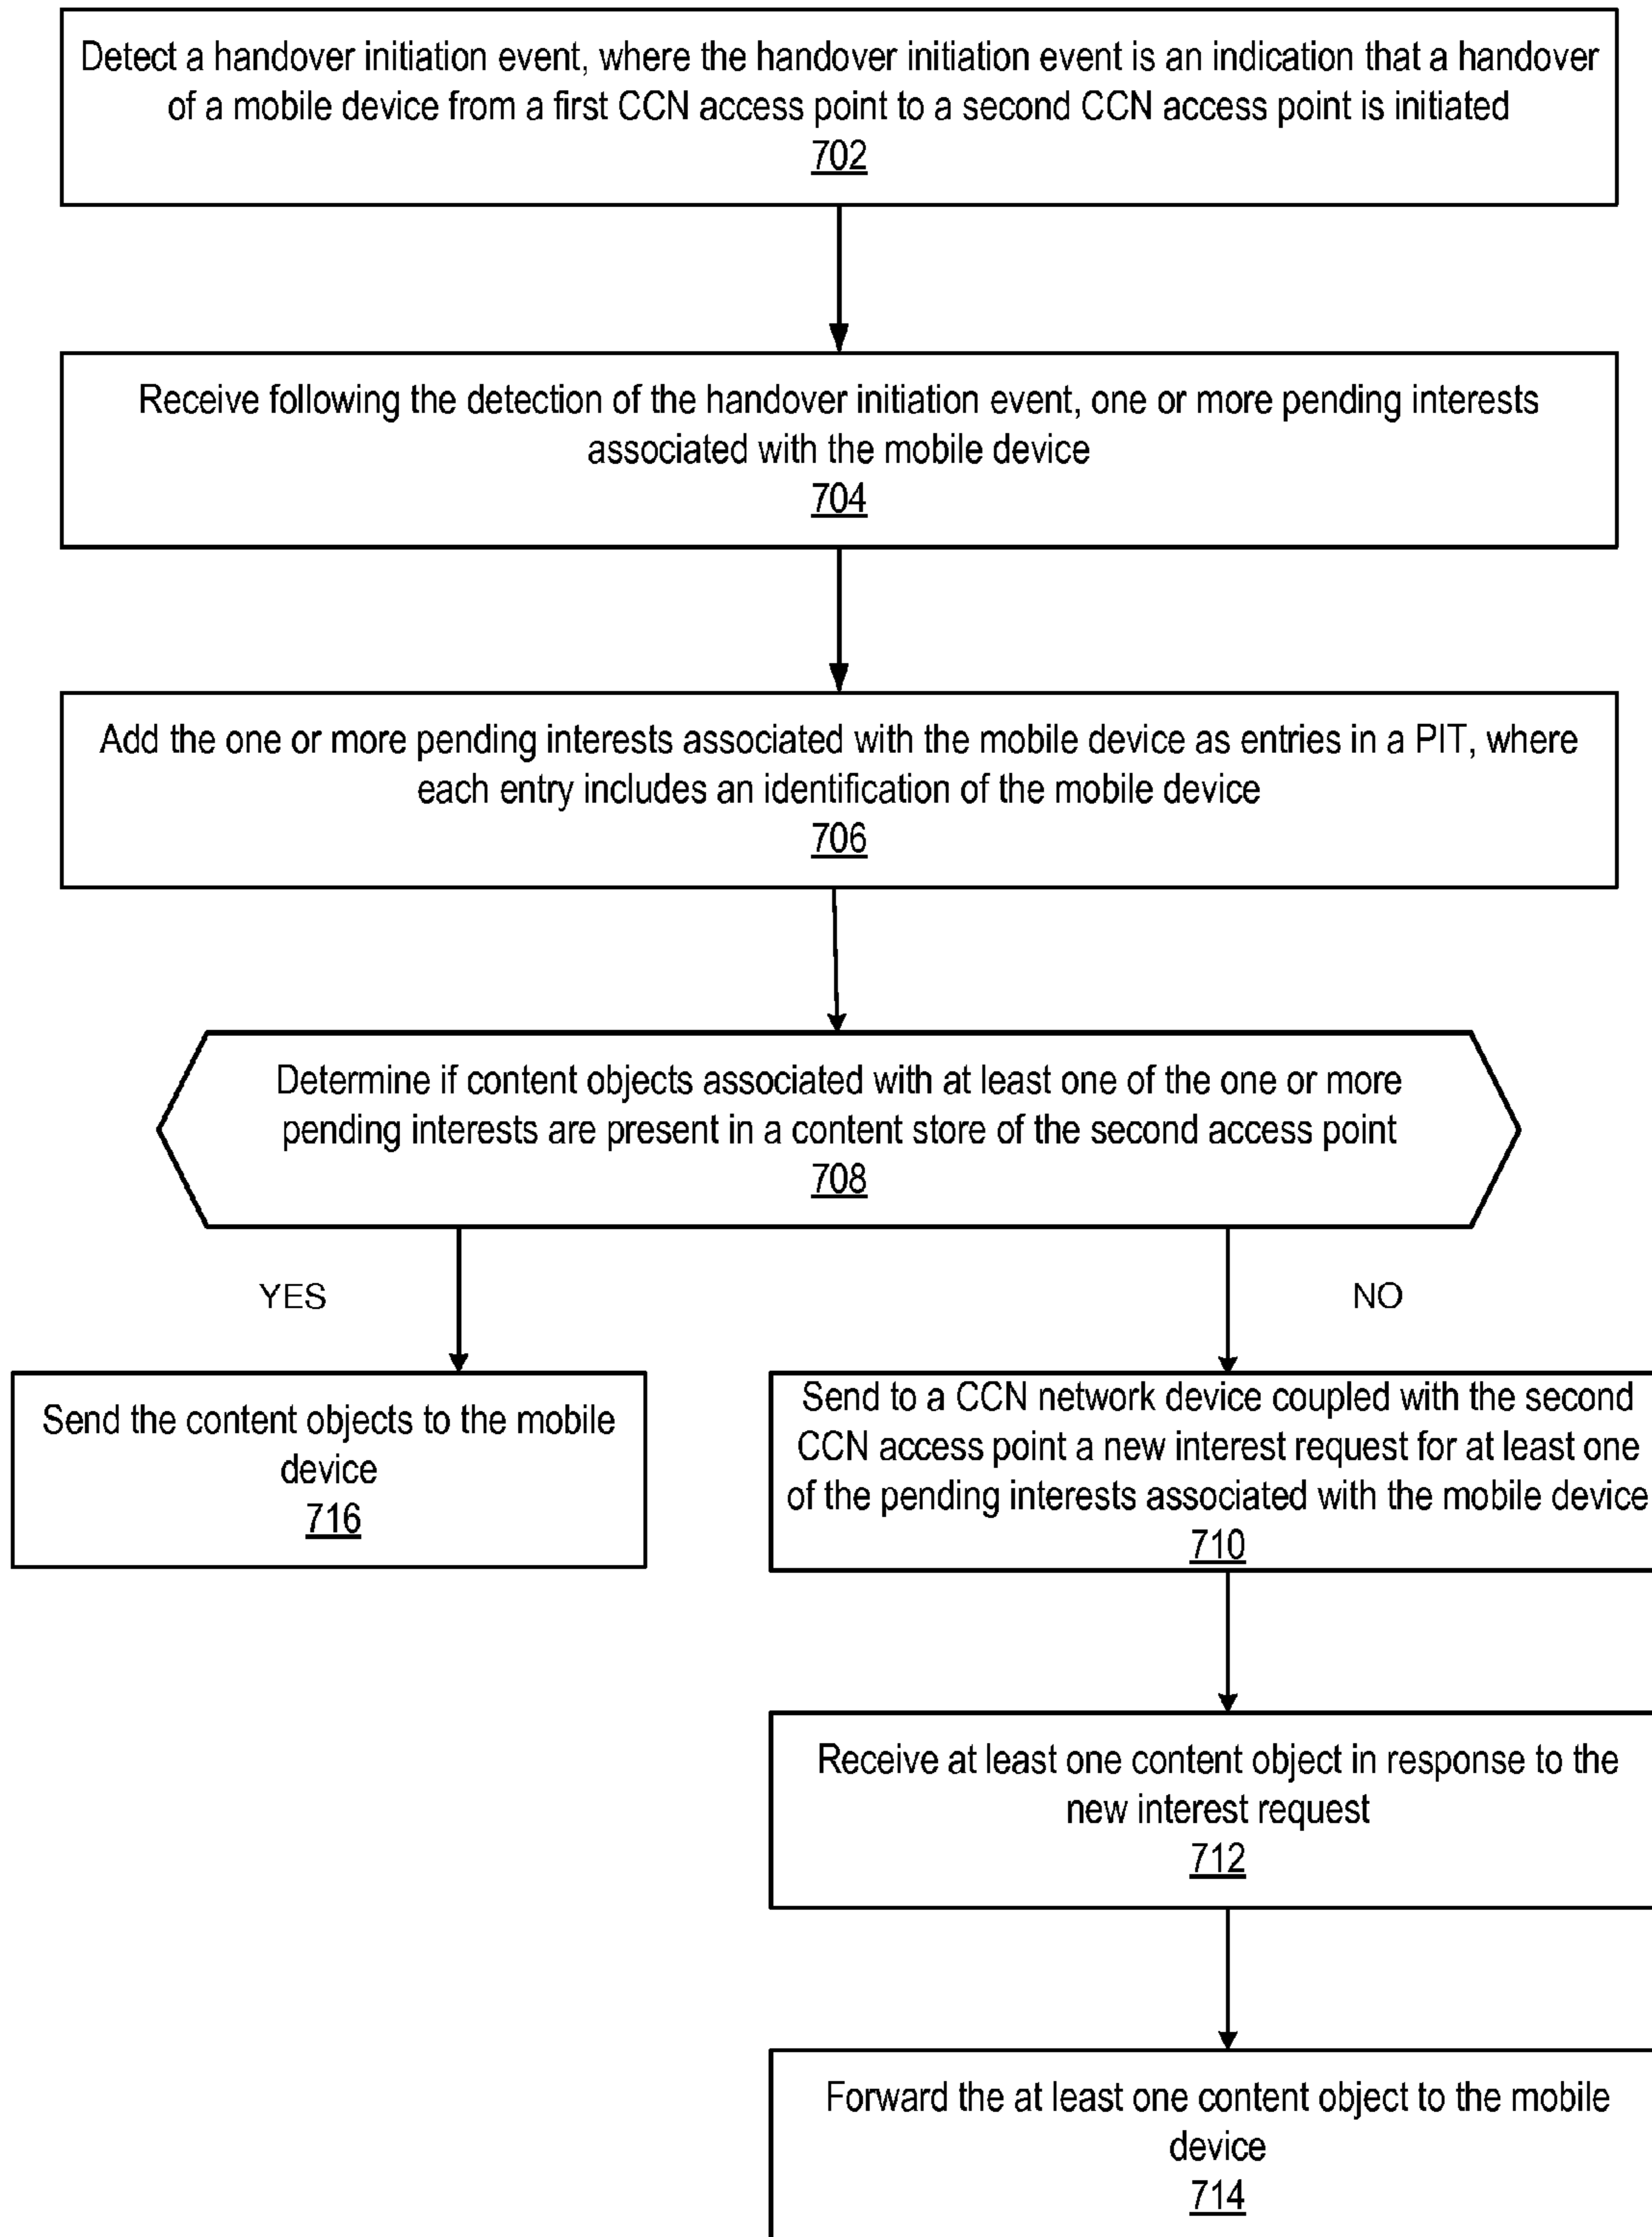 Detect a handover initiation event, where the handover initiation event is an indication that a handover
of a mobile device from a first CCN access point to a second CCN access point is initiated
702
Receive following the detection of the handover initiation event, one or more pending interests
associated with the mobile device
704
Add the one or more pending interests associated with the mobile device as entries in a PIT, where
each entry includes an identification of the mobile device
706
Determine if content objects associated with at least one of the one or more
pending interests are present in a content store of the second access point
708
YES
NO
Send the content objects to the mobile
device
716
Send to a CCN network device coupled with the second
CCN access point a new interest request for at least one
of the pending interests associated with the mobile device
710
Receive at least one content object in response to the
new interest request
712
Forward the at least one content object to the mobile
device
714